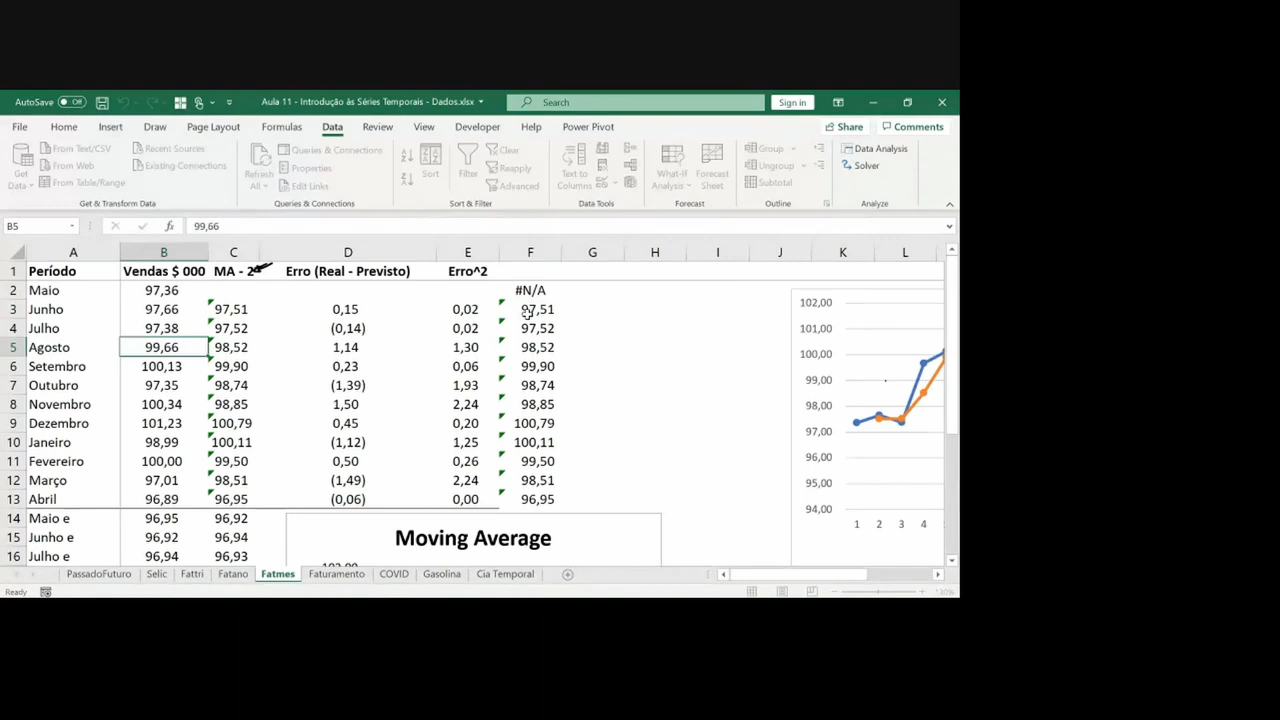 AutoSave Off Aula 11 - Introdução às Séries Temporais - Dados.xlsx Search Sign in
File Home Insert Draw Page Layout Formulas Data Review View Developer Help Power Pivot Share Comments
Get Data From Text/CSV From Web From Table/Range Recent Sources Existing Connections
Get & Transform Data
Refresh All Queries & Connections Properties Edit Links
Queries & Connections
Sort Filter Clear Reapply Advanced
Sort & Filter
Text to Columns
Data Tools
What-If Analysis Forecast Sheet
Forecast
Group Ungroup Subtotal
Outline
Data Analysis Solver
Analyze
B5 fx 99,66
A B C D E F G H I J K L
1 Período Vendas $ 000 MA - 2 Erro (Real - Previsto) Erro^2
2 Maio 97,36 #N/A
3 Junho 97,66 97,51 0,15 0,02 97,51
4 Julho 97,38 97,52 (0,14) 0,02 97,52
5 Agosto 99,66 98,52 1,14 1,30 98,52
6 Setembro 100,13 99,90 0,23 0,06 99,90
7 Outubro 97,35 98,74 (1,39) 1,93 98,74
8 Novembro 100,34 98,85 1,50 2,24 98,85
9 Dezembro 101,23 100,79 0,45 0,20 100,79
10 Janeiro 98,99 100,11 (1,12) 1,25 100,11
11 Fevereiro 100,00 99,50 0,50 0,26 99,50
12 Março 97,01 98,51 (1,49) 2,24 98,51
13 Abril 96,89 96,95 (0,06) 0,00 96,95
14 Maio e 96,95 96,92
15 Junho e 96,92 96,94
16 Julho e 96,94 96,93
Moving Average
102,00
101,00
100,00
99,00
98,00
97,00
96,00
95,00
94,00
1 2 3 4
PassadoFuturo Selic Fattri Fatano Fatmes Faturamento COVID Gasolina Cia Temporal
Ready